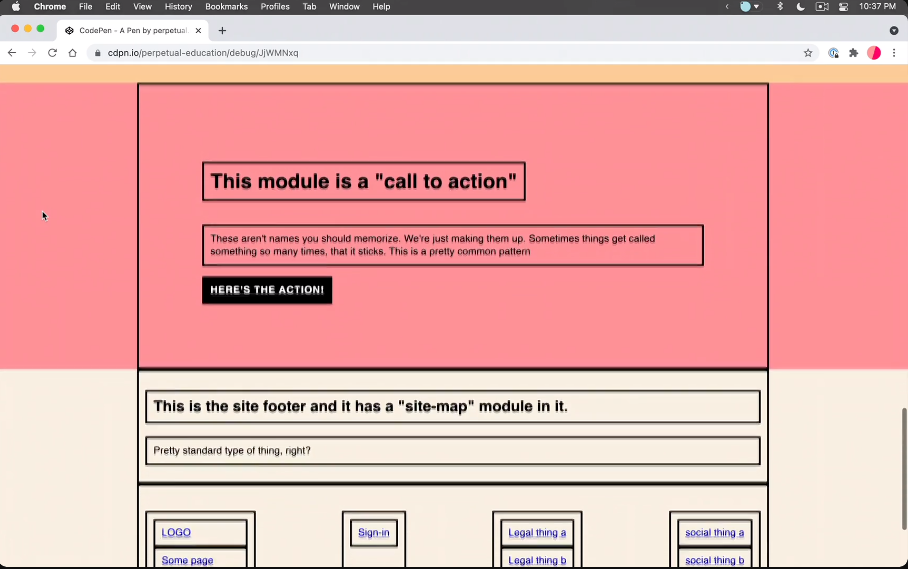 Chrome File Edit View History Bookmarks Profiles Tab Window Help 10:37 PM
CodePen - A Pen by perpetual
cdpn.io/perpetual-education/debug/JjWMNxq
This module is a "call to action"
These aren't names you should memorize. We're just making them up. Sometimes things get called
something so many times, that it sticks. This is a pretty common pattern
HERE'S THE ACTION!
This is the site footer and it has a "site-map" module in it.
Pretty standard type of thing, right?
LOGO Sign-in Legal thing a social thing a
Some page Legal thing b social thing b